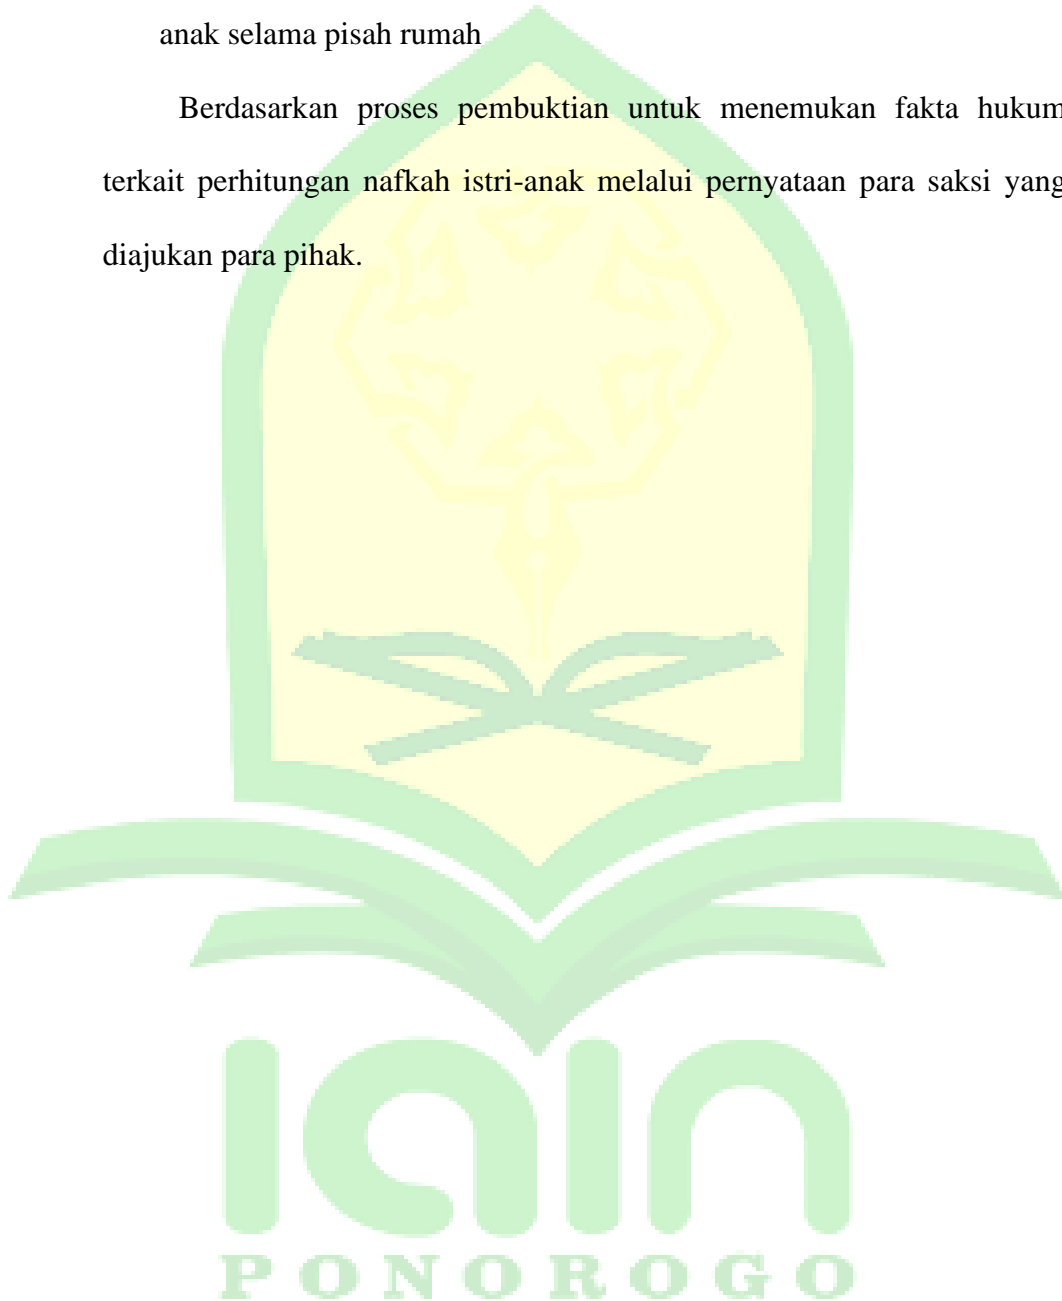 anak selama pisah rumah
Berdasarkan proses pembuktian untuk menemukan fakta hukum
terkait perhitungan nafkah istri-anak melalui pernyataan para saksi yang
diajukan para pihak.
iain
PONOROGO